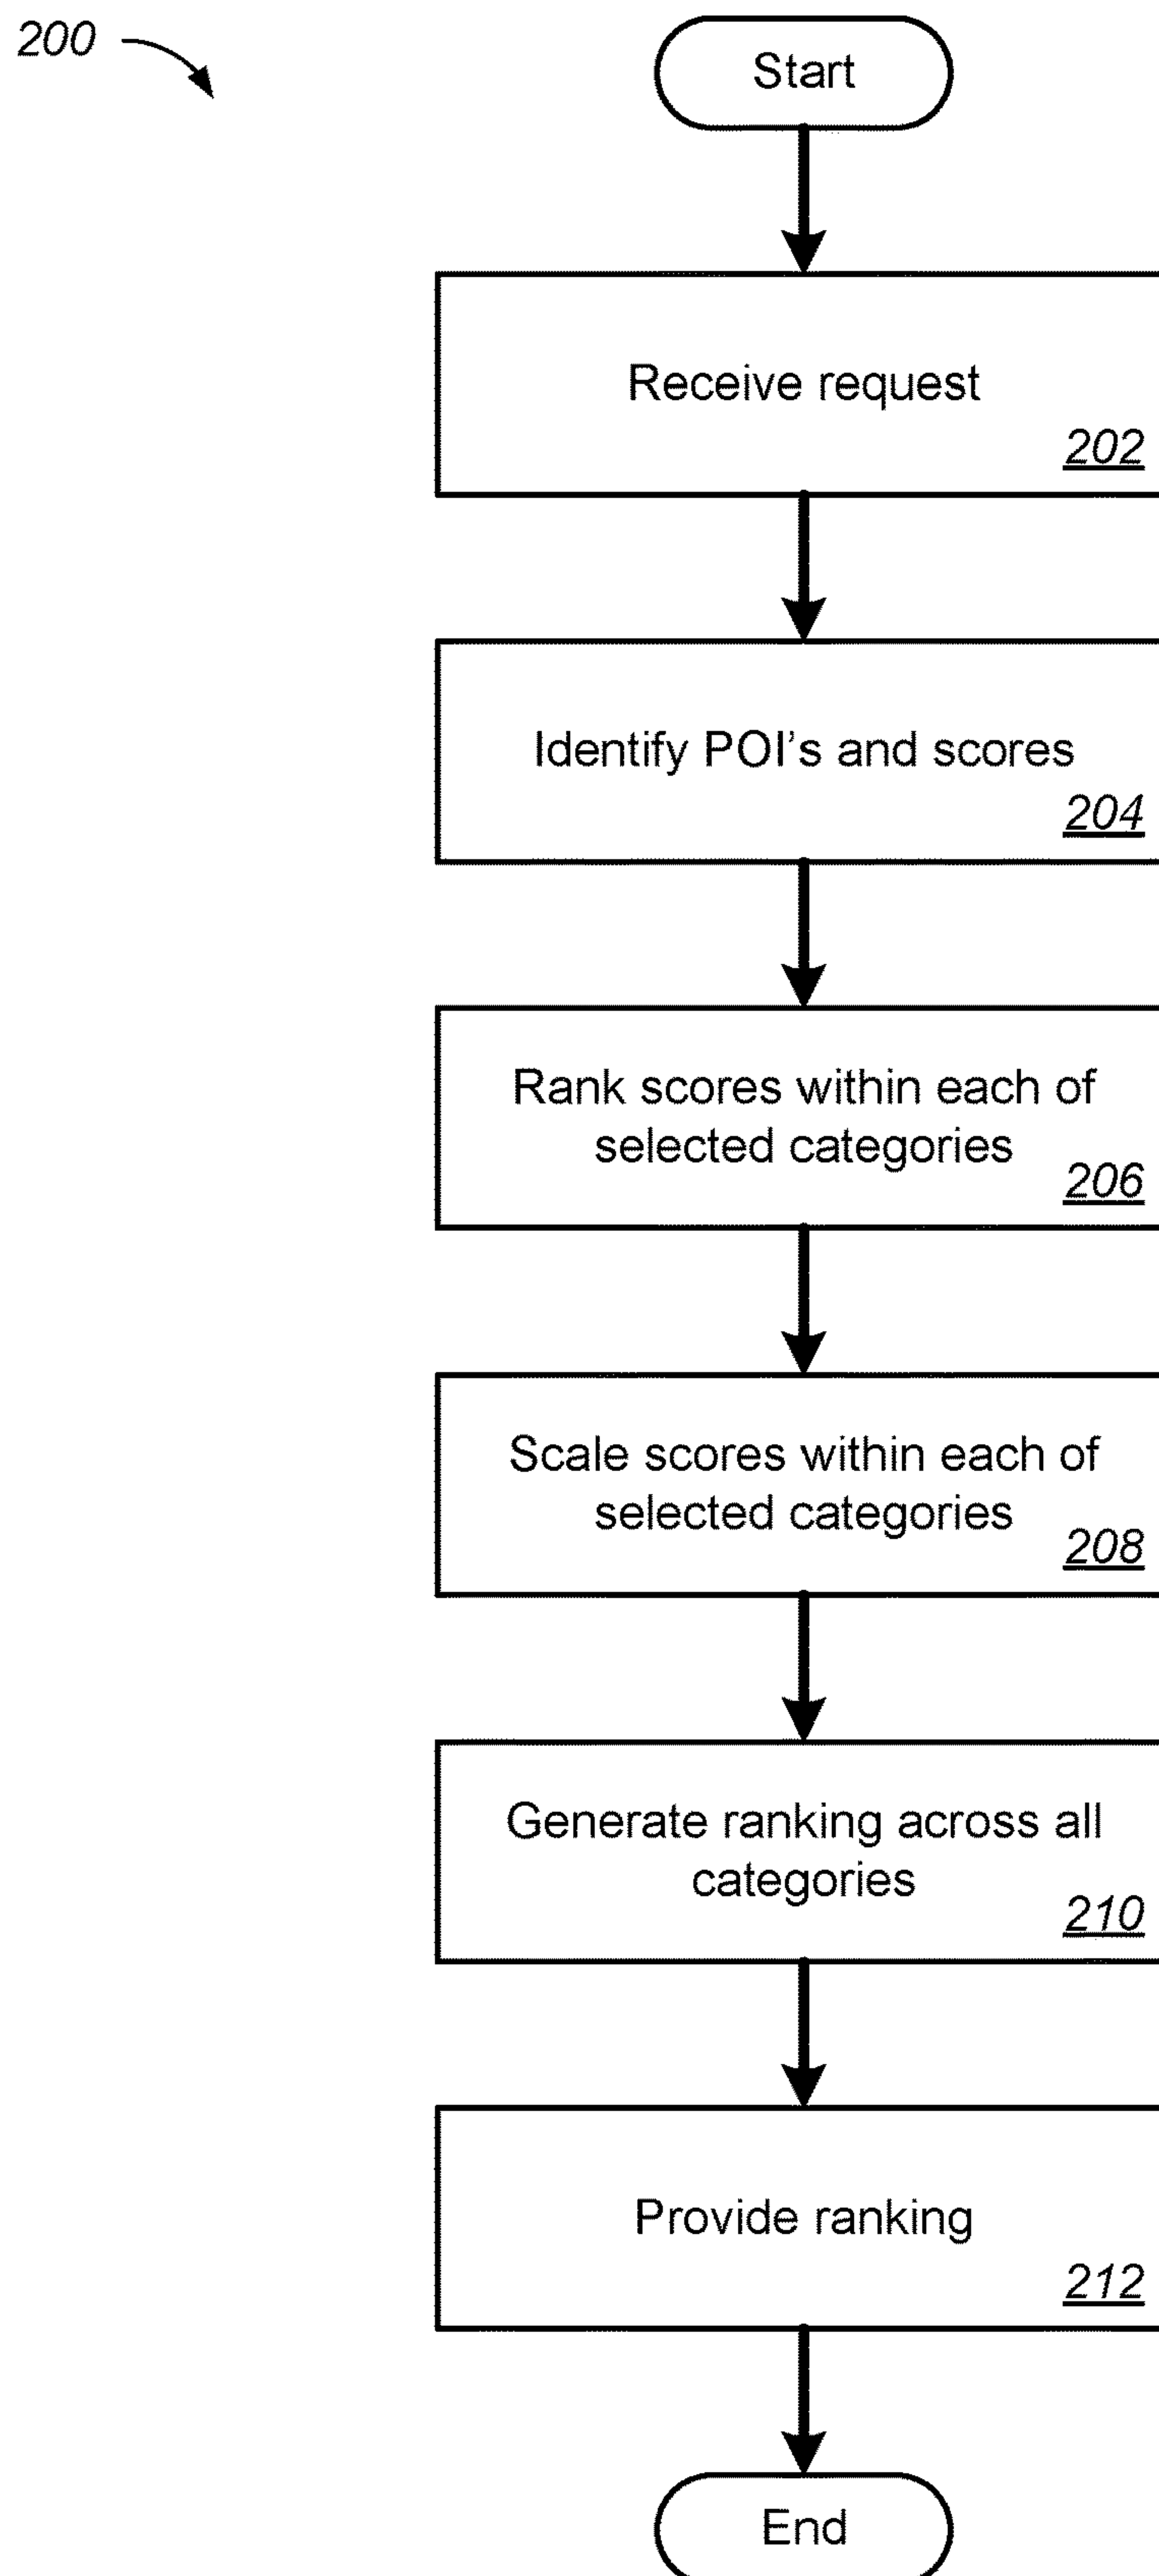 200
Start
Receive request
202
Identify POI's and scores
204
Rank scores within each of
selected categories
206
Scale scores within each of
selected categories
208
Generate ranking across all
categories
210
Provide ranking
212
End